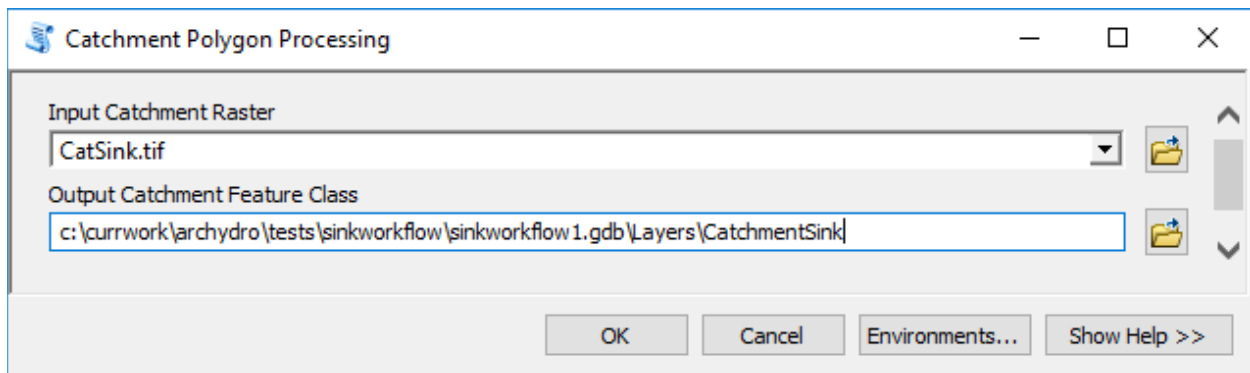 Catchment Polygon Processing
Input Catchment Raster
CatSink.tif
Output Catchment Feature Class
c:\currwork\archydro\tests\sinkworkflow\sinkworkflow1.gdb\Layers\CatchmentSink
OK Cancel Environments... Show Help >>